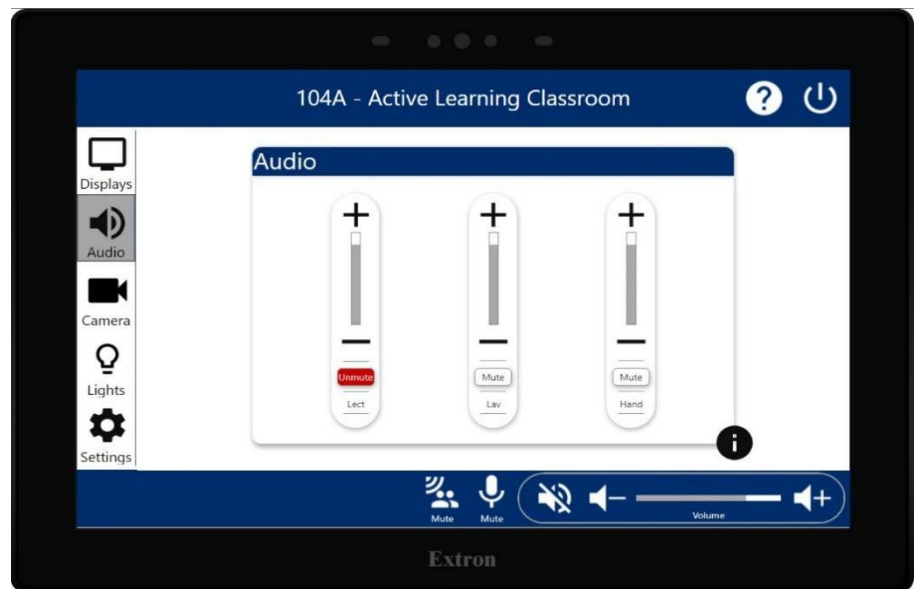 104A - Active Learning Classroom
?
Displays
Audio
Camera
Lights
Settings
Audio
Unmute
Lect
Mute
Lav
Mute
Hand
i
Mute
Mute
Volume
Extron